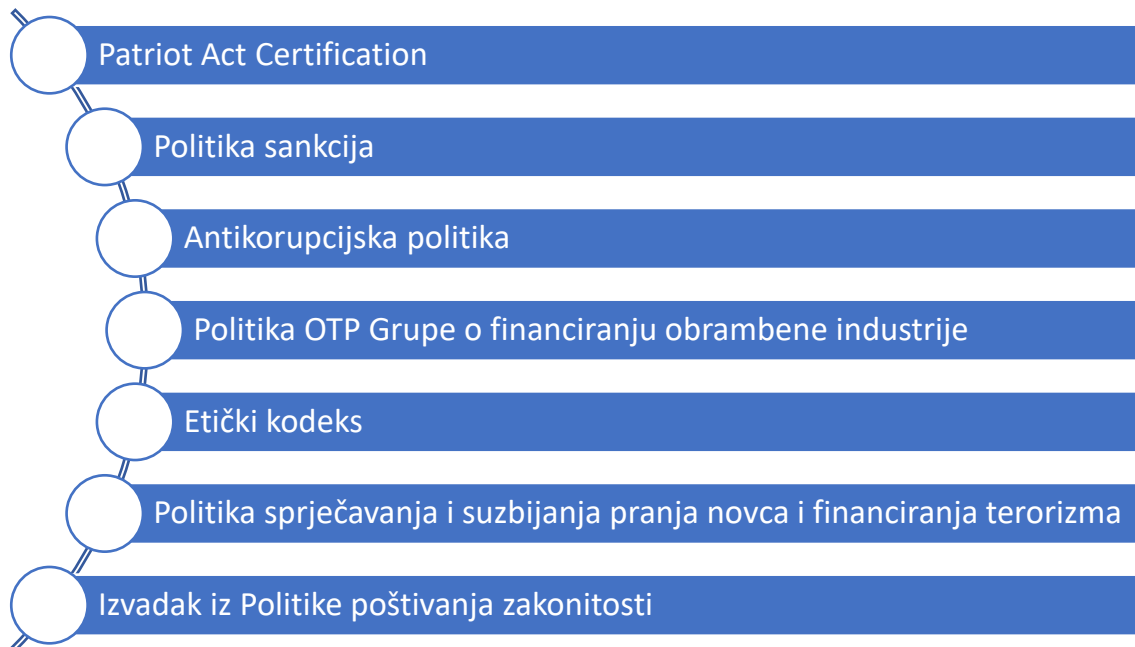 Patriot Act Certification
Politika sankcija
Antikorupcijska politika
Politika OTP Grupe o financiranju obrambene industrije
Etički kodeks
Politika sprječavanja i suzbijanja pranja novca i financiranja terorizma
Izvadak iz Politike poštivanja zakonitosti